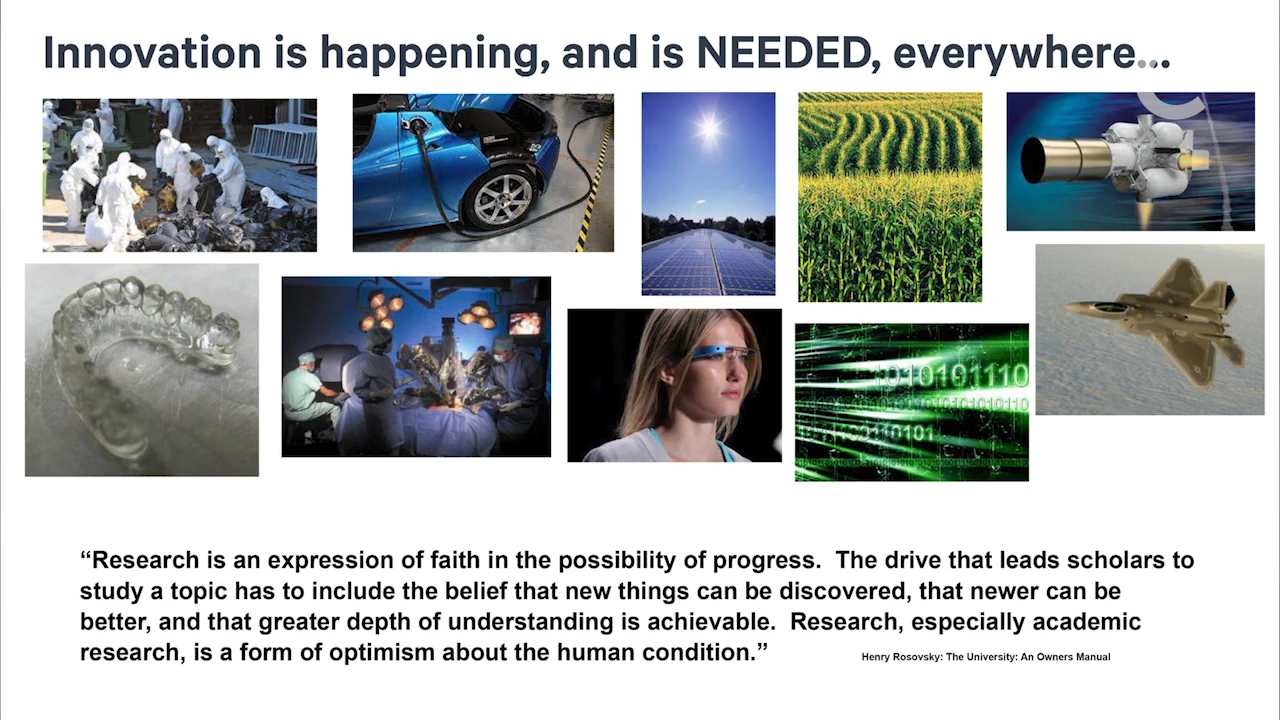 Innovation is happening, and is NEEDED, everywhere...
1010101110
“Research is an expression of faith in the possibility of progress.  The drive that leads scholars to
study a topic has to include the belief that new things can be discovered, that newer can be
better, and that greater depth of understanding is achievable.  Research, especially academic
research, is a form of optimism about the human condition.”
Henry Rosovsky: The University: An Owners Manual